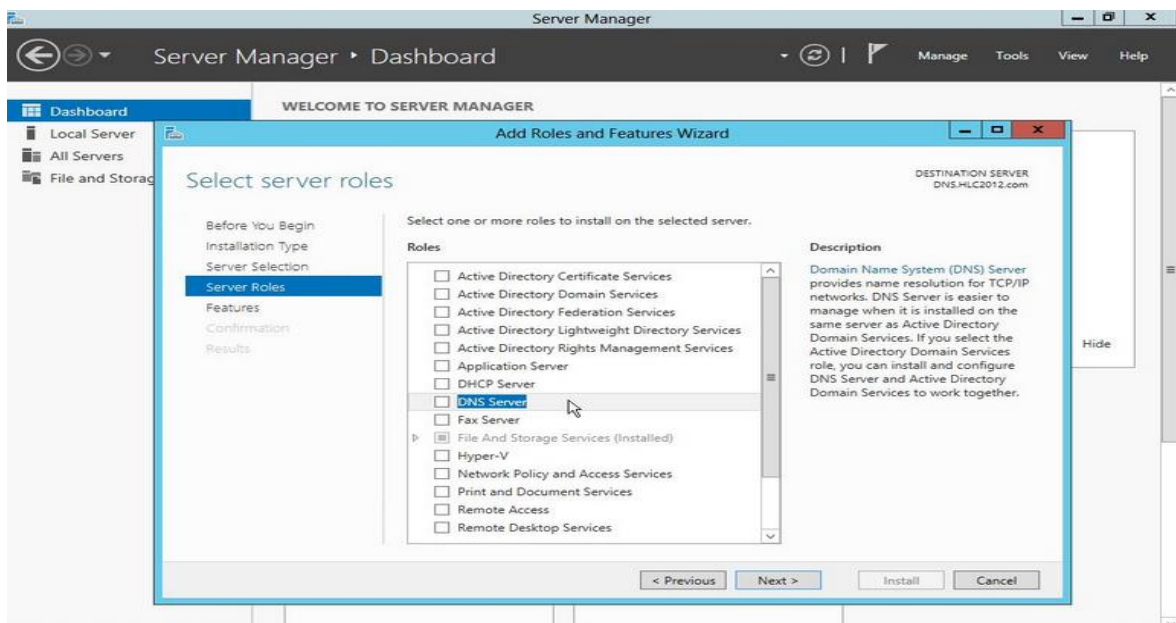 Server Manager
Server Manager • Dashboard
Manage Tools View Help
Dashboard
Local Server
All Servers
File and Storag
WELCOME TO SERVER MANAGER
Add Roles and Features Wizard
Select server roles
DESTINATION SERVER
DNS.HLC2012.com
Before You Begin
Installation Type
Server Selection
Server Roles
Features
Confirmation
Results
Select one or more roles to install on the selected server.
Roles
Active Directory Certificate Services
Active Directory Domain Services
Active Directory Federation Services
Active Directory Lightweight Directory Services
Active Directory Rights Management Services
Application Server
DHCP Server
DNS Server
Fax Server
File And Storage Services (Installed)
Hyper-V
Network Policy and Access Services
Print and Document Services
Remote Access
Remote Desktop Services
Description
Domain Name System (DNS) Server
provides name resolution for TCP/IP
networks. DNS Server is easier to
manage when it is installed on the
same server as Active Directory
Domain Services. If you select the
Active Directory Domain Services
role, you can install and configure
DNS Server and Active Directory
Domain Services to work together.
Hide
< Previous Next > Install Cancel